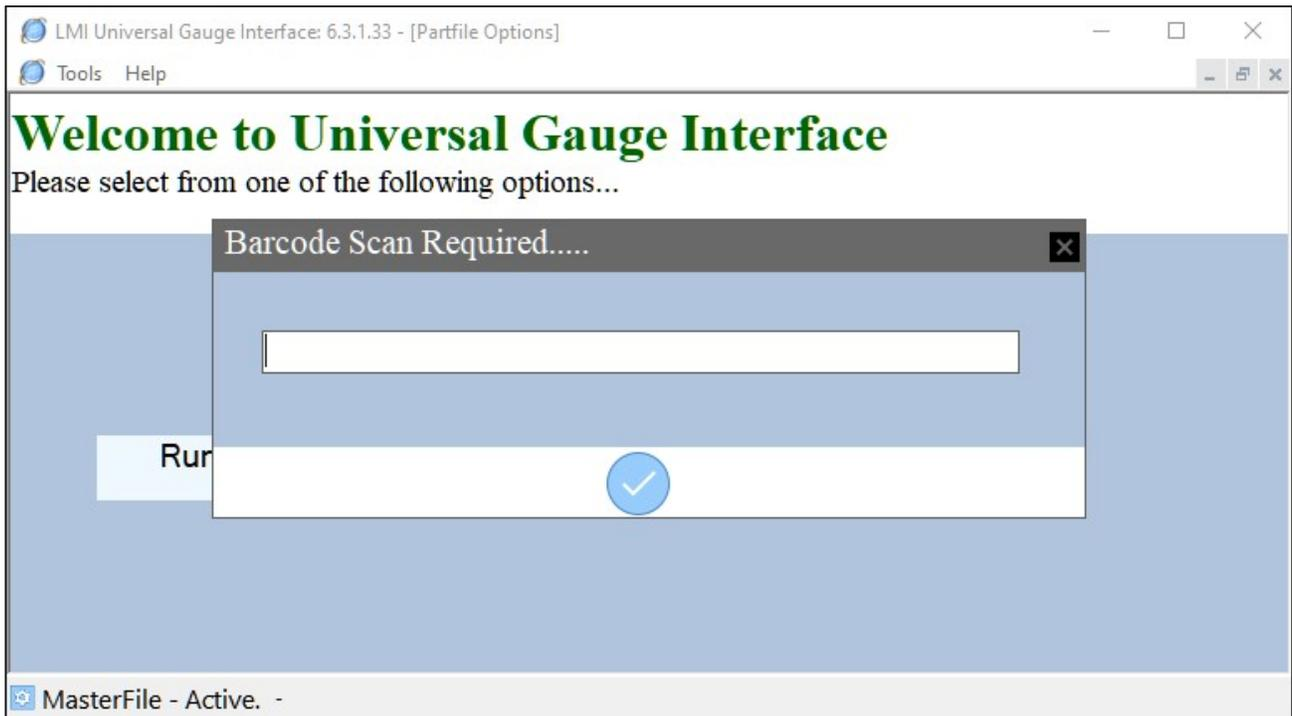 LMI Universal Gauge Interface: 6.3.1.33 - [Partfile Options]
Tools Help
Welcome to Universal Gauge Interface
Please select from one of the following options...
Barcode Scan Required.....
Rur
MasterFile - Active. -